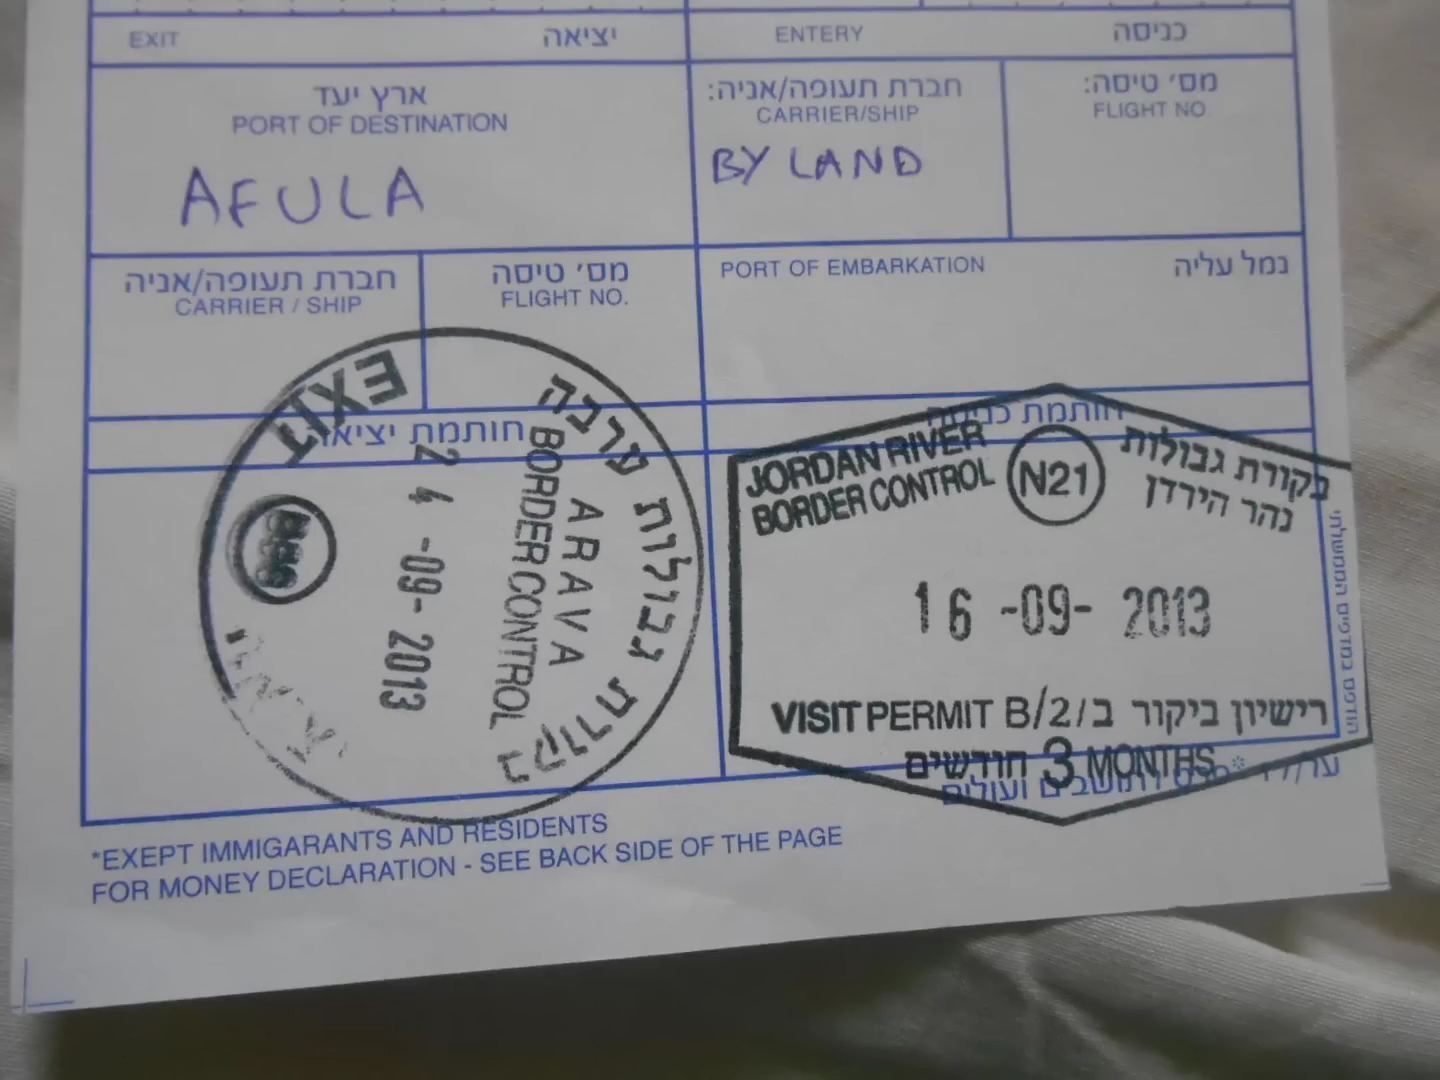 EXIT יציאה
ENTERY כניסה
ארץ יעד
PORT OF DESTINATION
AFULA
חברת תעופה/אניה:
CARRIER/SHIP
BY LAND
מס׳ טיסה:
FLIGHT NO.
חברת תעופה/אניה
CARRIER / SHIP
מס׳ טיסה
FLIGHT NO.
PORT OF EMBARKATION נמל עליה
חותמת יציאה
חותמת כניסה
EXIT
ביקורת גבולות ערבה
ARAVA
BORDER CONTROL
24 -09- 2013
JORDAN RIVER
BORDER CONTROL
N21
בקורת גבולות
נהר הירדן
16 -09- 2013
VISIT PERMIT B/2/ב רישיון ביקור
חודשים 3 MONTHS
הודפס במדפיס הממשלתי
*EXEPT IMMIGARANTS AND RESIDENTS
FOR MONEY DECLARATION - SEE BACK SIDE OF THE PAGE